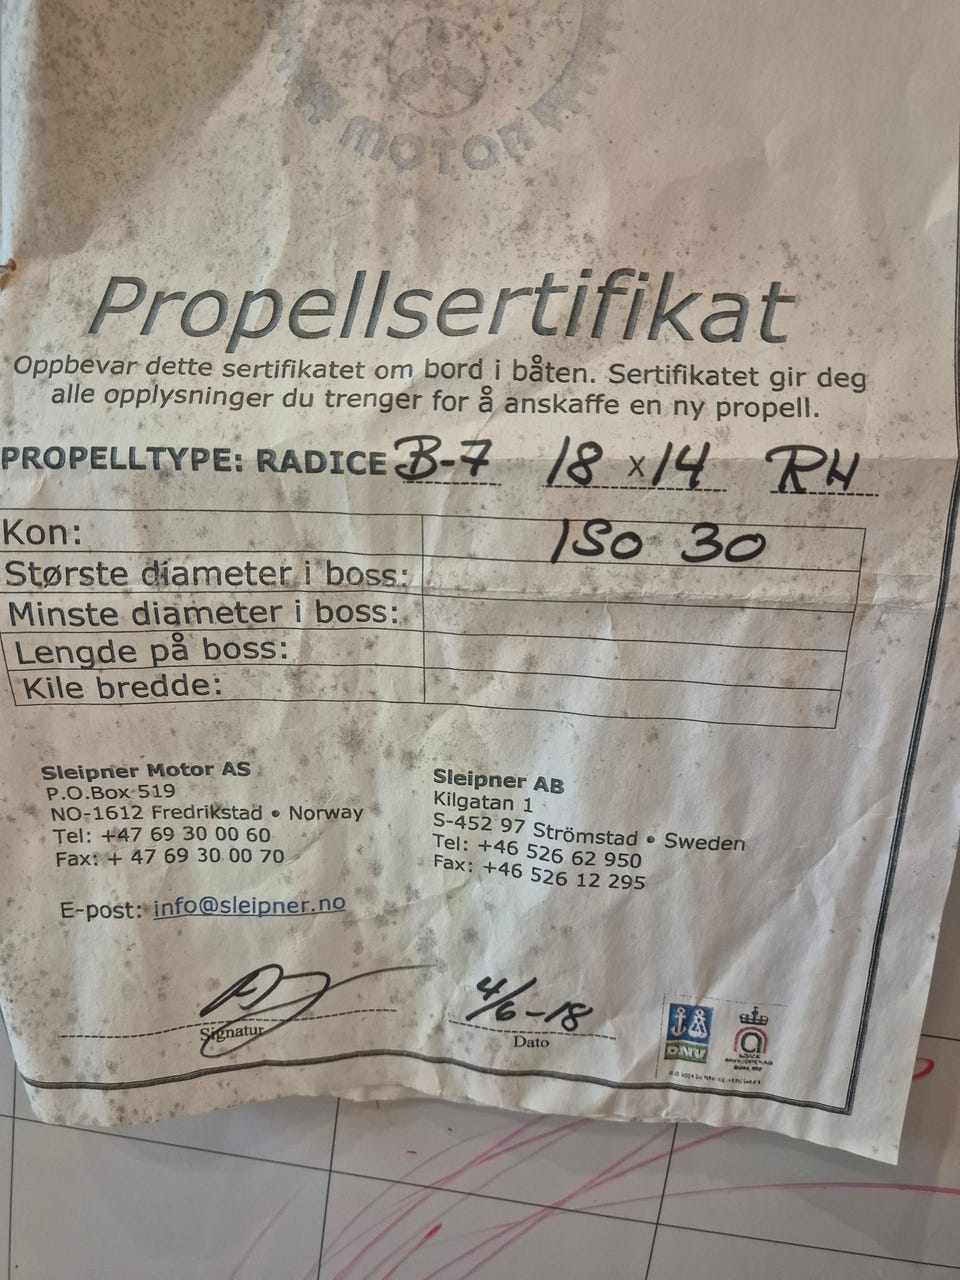 MOTOR
Propellsertifikat
Oppbevar dette sertifikatet om bord i båten. Sertifikatet gir deg
alle opplysninger du trenger for å anskaffe en ny propell.
PROPELLTYPE: RADICE B-7 18 x 14 RH
Kon: ISO 30
Største diameter i boss:
Minste diameter i boss:
Lengde på boss:
Kile bredde:
Sleipner Motor AS
P.O.Box 519
NO-1612 Fredrikstad • Norway
Tel: +47 69 30 00 60
Fax: + 47 69 30 00 70
E-post: info@sleipner.no
Sleipner AB
Kilgatan 1
S-452 97 Strömstad • Sweden
Tel: +46 526 62 950
Fax: +46 526 12 295
4/6-18
Signatur
Dato
DNV